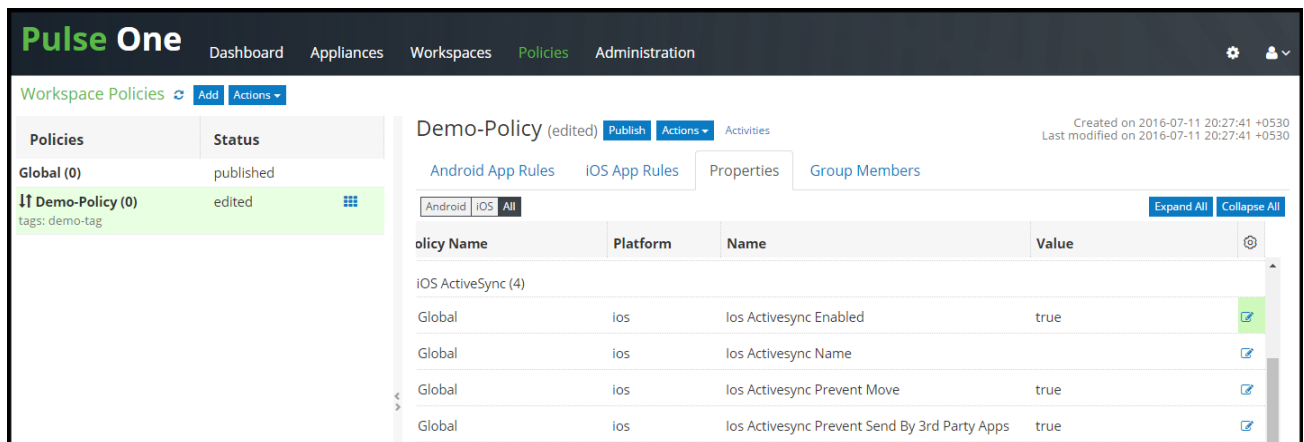 Pulse One Dashboard Appliances Workspaces Policies Administration
Workspace Policies Add Actions
Policies Status
Global (0) published
Demo-Policy (0) edited
tags: demo-tag
Demo-Policy (edited) Publish Actions Activities
Created on 2016-07-11 20:27:41 +0530
Last modified on 2016-07-11 20:27:41 +0530
Android App Rules iOS App Rules Properties Group Members
Android iOS All Expand All Collapse All
olicy Name Platform Name Value
iOS ActiveSync (4)
Global ios Ios Activesync Enabled true
Global ios Ios Activesync Name
Global ios Ios Activesync Prevent Move true
Global ios Ios Activesync Prevent Send By 3rd Party Apps true